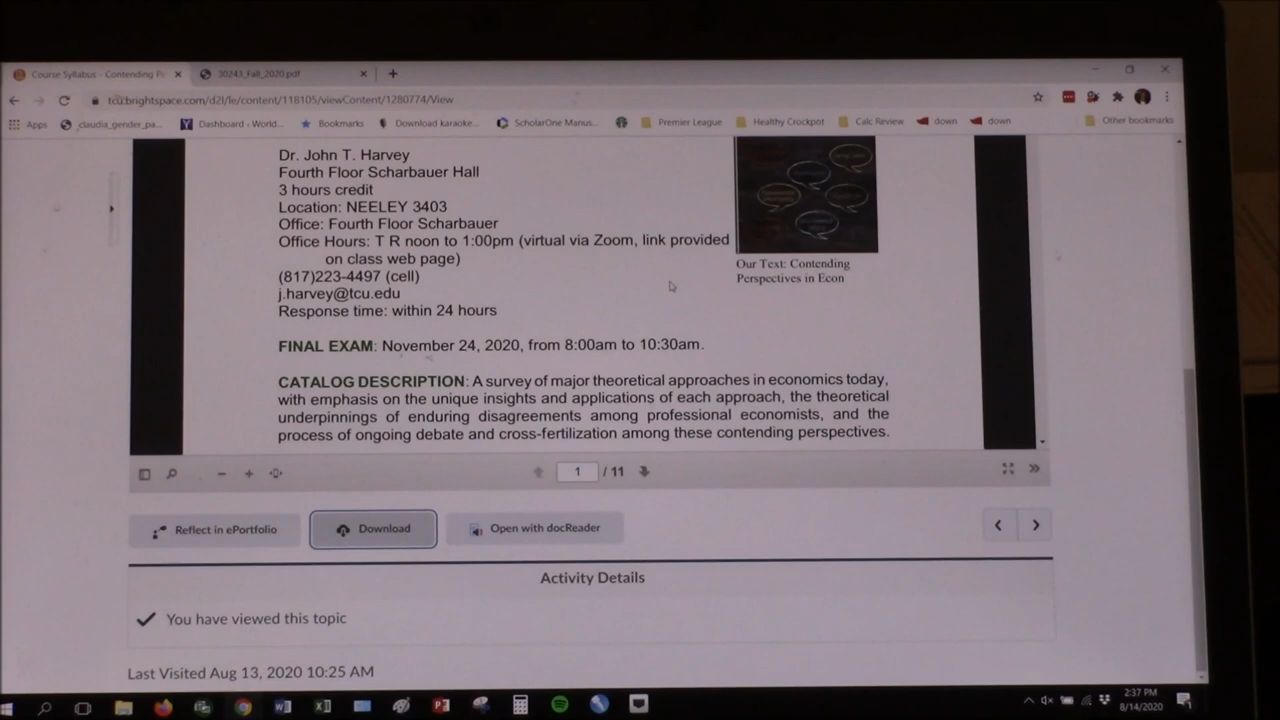 Course Syllabus - Contending Pe
30243_Fall_2020.pdf
tcu.brightspace.com/d2l/le/content/118105/viewContent/1280774/View
Apps
claudia_gender_pa...
Dashboard ‹ World...
Bookmarks
Download karaoke...
ScholarOne Manus...
Premier League
Healthy Crockpot
Calc Review
down
down
Other bookmarks
Dr. John T. Harvey
Fourth Floor Scharbauer Hall
3 hours credit
Location: NEELEY 3403
Office: Fourth Floor Scharbauer
Office Hours: T R noon to 1:00pm (virtual via Zoom, link provided
on class web page)
(817)223-4497 (cell)
j.harvey@tcu.edu
Response time: within 24 hours
Our Text: Contending
Perspectives in Econ
FINAL EXAM: November 24, 2020, from 8:00am to 10:30am.
CATALOG DESCRIPTION: A survey of major theoretical approaches in economics today,
with emphasis on the unique insights and applications of each approach, the theoretical
underpinnings of enduring disagreements among professional economists, and the
process of ongoing debate and cross-fertilization among these contending perspectives.
1 / 11
Reflect in ePortfolio
Download
Open with docReader
Activity Details
You have viewed this topic
Last Visited Aug 13, 2020 10:25 AM
2:37 PM
8/14/2020